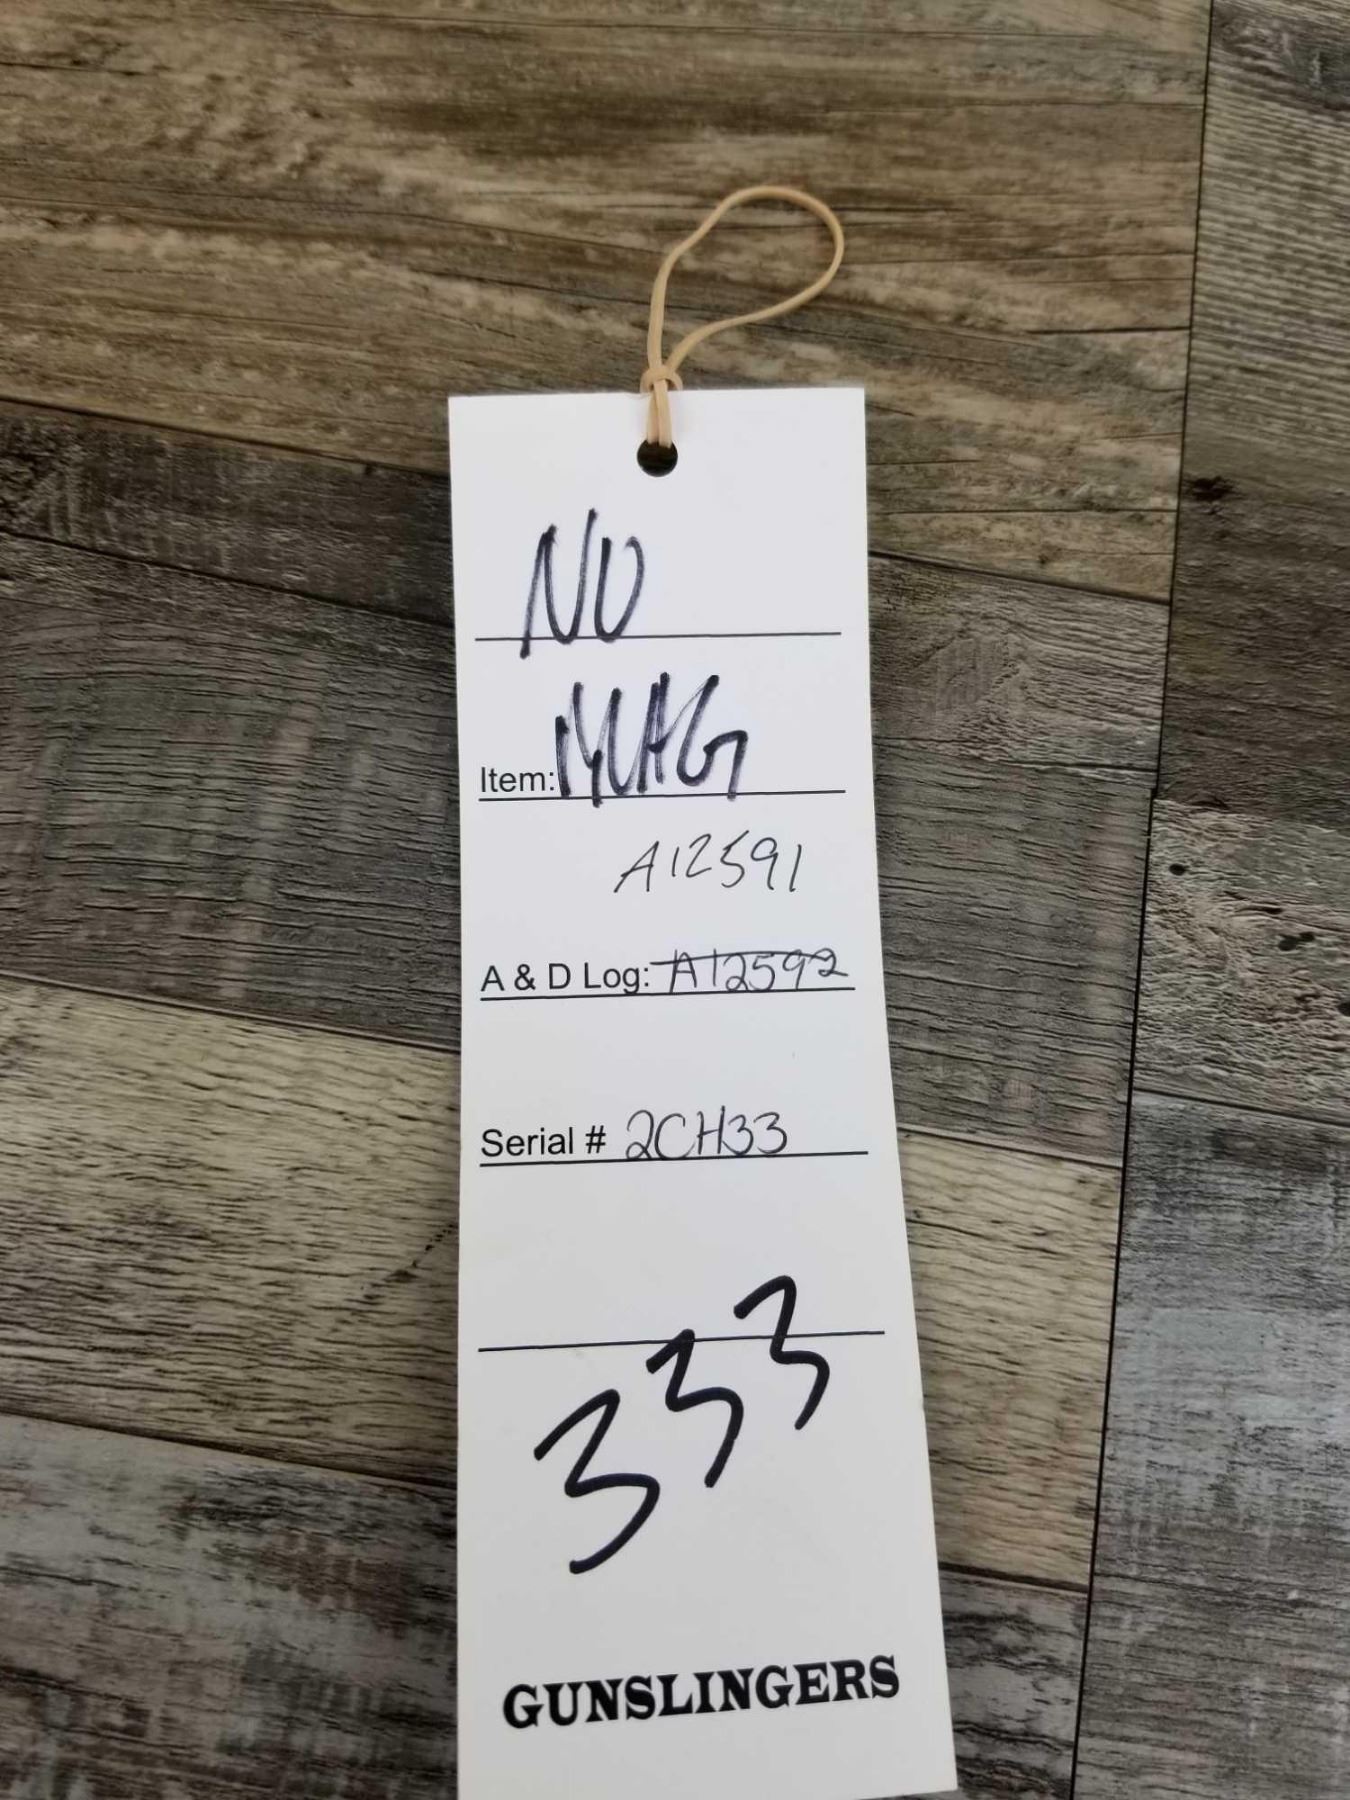 NO
Item: MAG
A12591
A & D Log: A12592
Serial # 2CH33
333
GUNSLINGERS